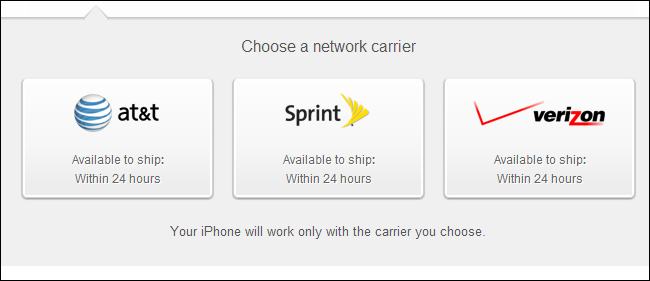 Choose a network carrier
at&t
Sprint
verizon
Available to ship:
Within 24 hours
Available to ship:
Within 24 hours
Available to ship:
Within 24 hours
Your iPhone will work only with the carrier you choose.